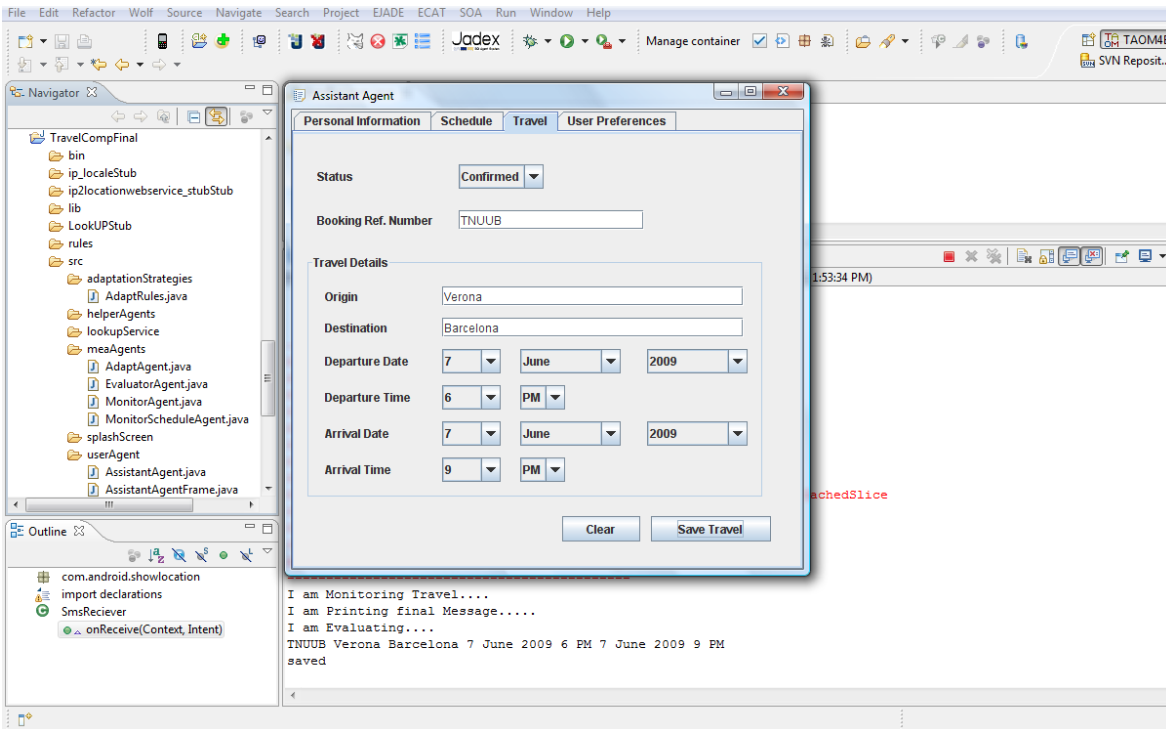 File Edit Refactor Wolf Source Navigate Search Project EJADE ECAT SOA Run Window Help
Jadex Manage container TAOM4E
SVN Reposit..
Navigator
TravelCompFinal
bin
ip_localeStub
ip2locationwebservice_stubStub
lib
LookUPStub
rules
src
adaptationStrategies
AdaptRules.java
helperAgents
lookupService
meaAgents
AdaptAgent.java
EvaluatorAgent.java
MonitorAgent.java
MonitorScheduleAgent.java
splashScreen
userAgent
AssistantAgent.java
AssistantAgentFrame.java
Outline
com.android.showlocation
import declarations
SmsReciever
onReceive(Context, Intent)
Assistant Agent
Personal Information Schedule Travel User Preferences
Status Confirmed
Booking Ref. Number TNUUB
Travel Details
Origin Verona
Destination Barcelona
Departure Date 7 June 2009
Departure Time 6 PM
Arrival Date 7 June 2009
Arrival Time 9 PM
Clear Save Travel
1:53:34 PM)
achedSlice
I am Monitoring Travel....
I am Printing final Message.....
I am Evaluating....
TNUUB Verona Barcelona 7 June 2009 6 PM 7 June 2009 9 PM
saved